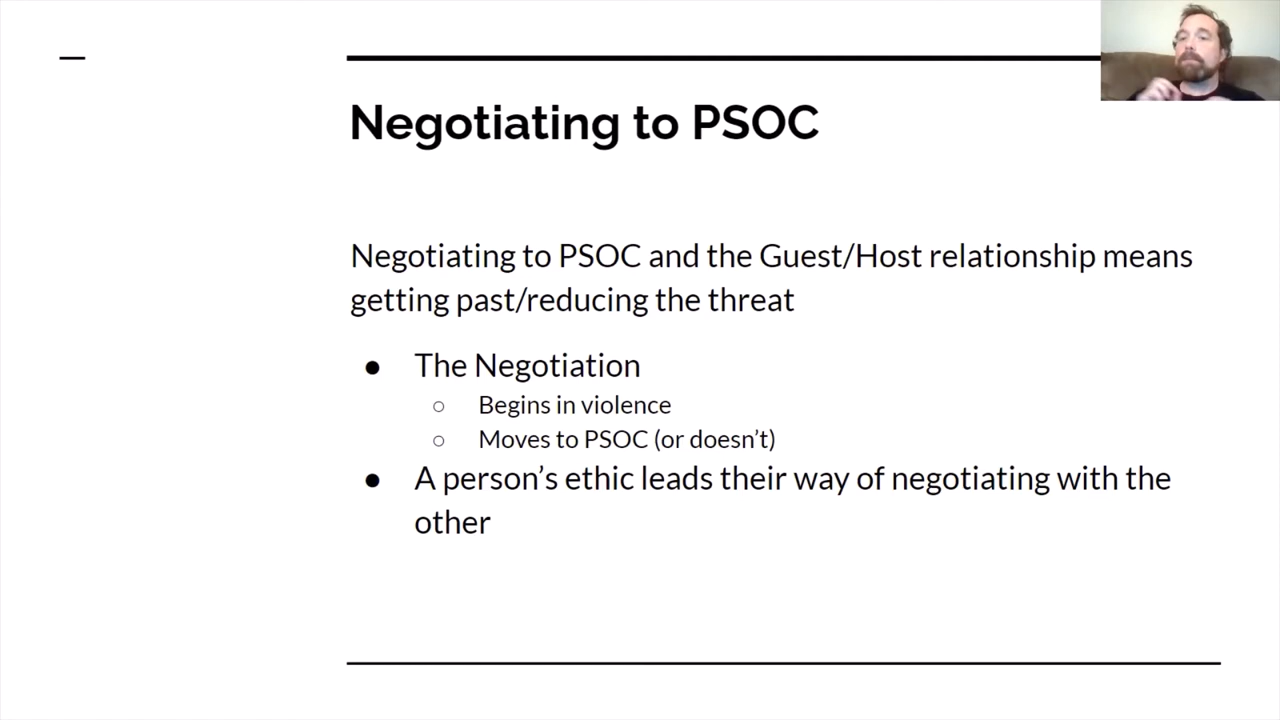 Negotiating to PSOC
Negotiating to PSOC and the Guest/Host relationship means
getting past/reducing the threat
● The Negotiation
○ Begins in violence
○ Moves to PSOC (or doesn’t)
● A person’s ethic leads their way of negotiating with the
other